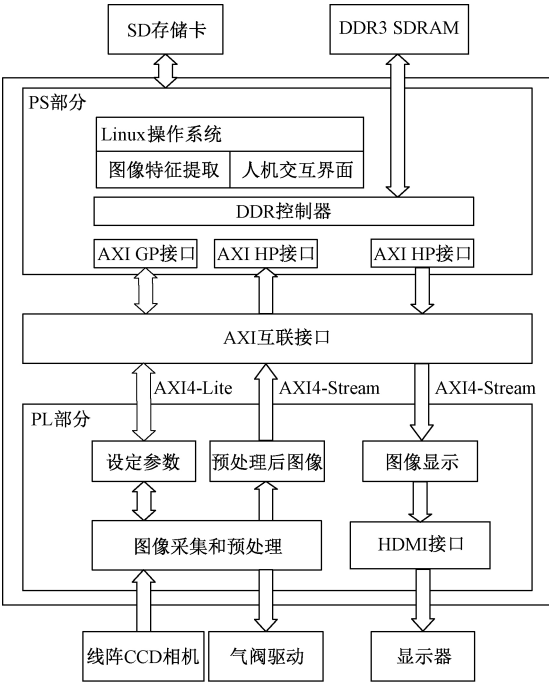 SD存储卡
DDR3 SDRAM
PS部分
Linux操作系统
图像特征提取
人机交互界面
DDR控制器
AXI GP接口
AXI HP接口
AXI HP接口
AXI互联接口
AXI4-Lite
AXI4-Stream
AXI4-Stream
PL部分
设定参数
预处理后图像
图像显示
图像采集和预处理
HDMI接口
线阵CCD相机
气阀驱动
显示器